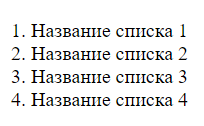 1. Название списка 1
2. Название списка 2
3. Название списка 3
4. Название списка 4